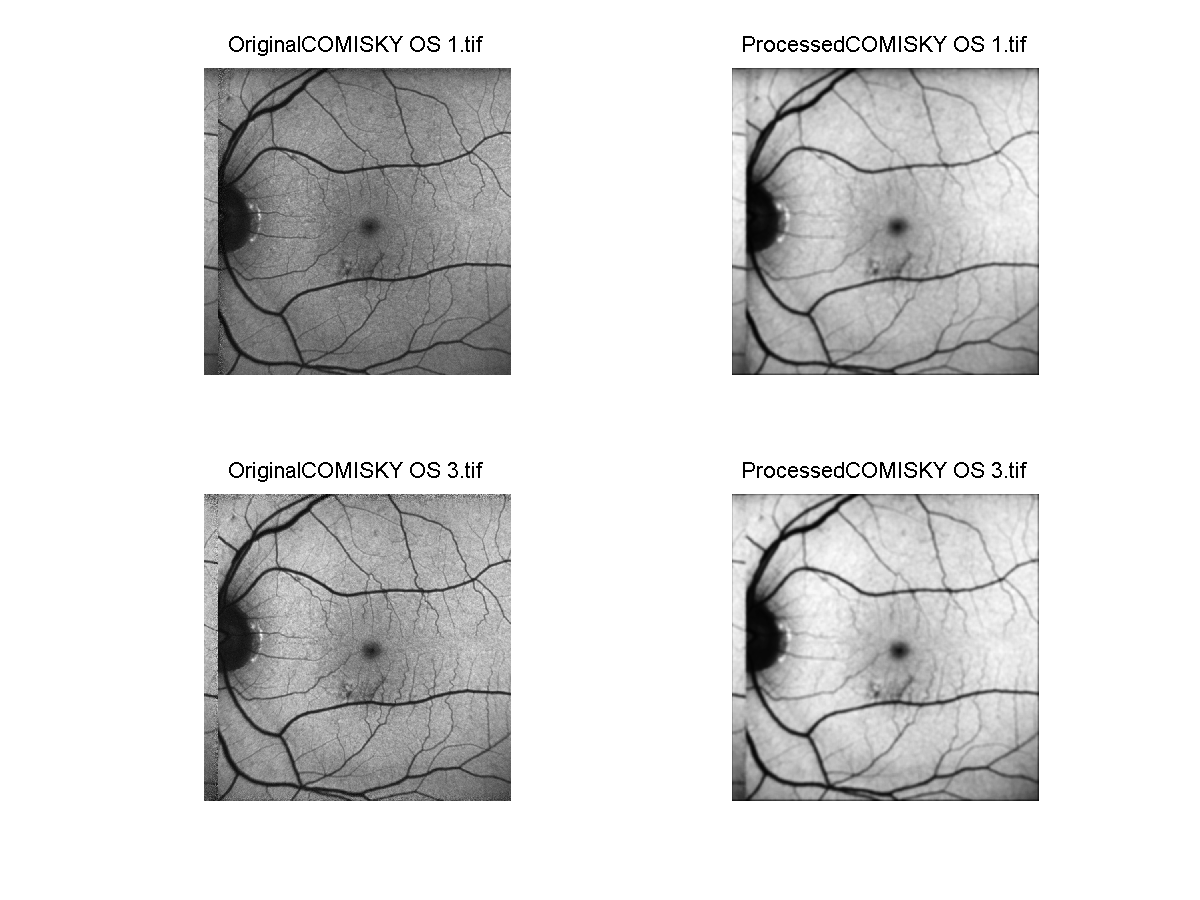 OriginalCOMISKY OS 1.tif
ProcessedCOMISKY OS 1.tif
OriginalCOMISKY OS 3.tif
ProcessedCOMISKY OS 3.tif